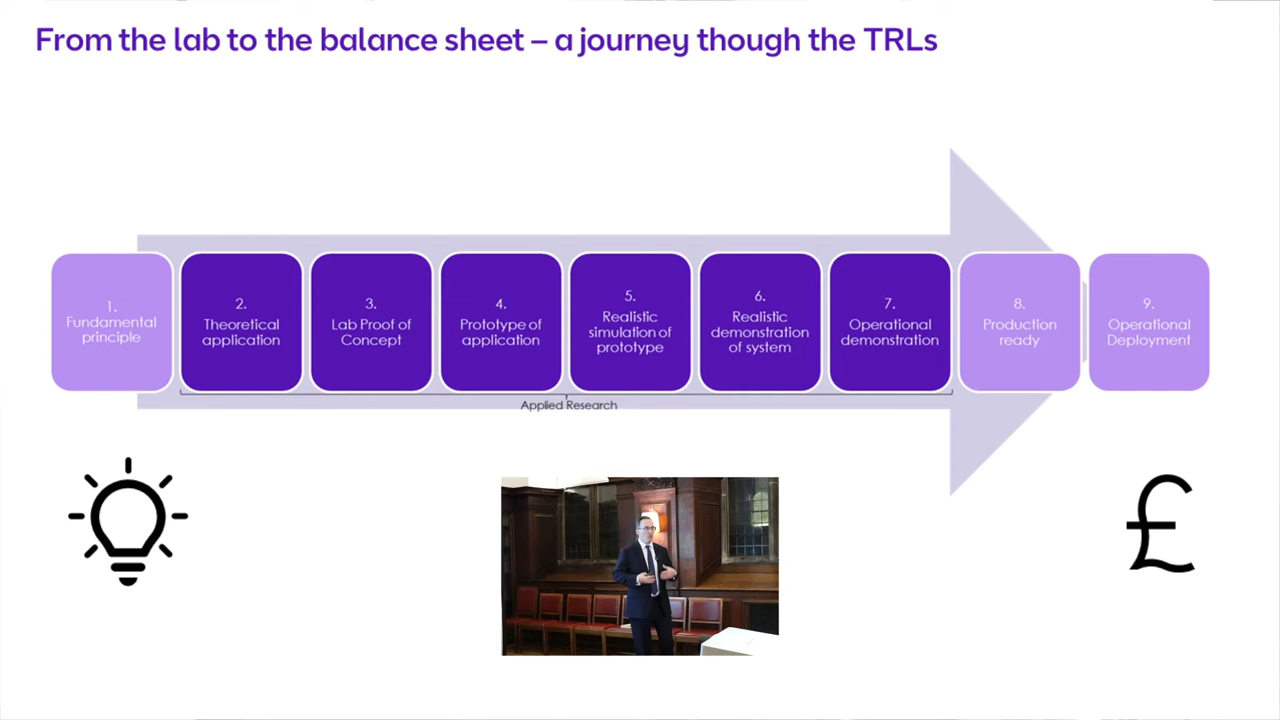 From the lab to the balance sheet – a journey though the TRLs
1.
Fundamental
principle
2.
Theoretical
application
3.
Lab Proof of
Concept
4.
Prototype of
application
5.
Realistic
simulation of
prototype
6.
Realistic
demonstration
of system
7.
Operational
demonstration
8.
Production
ready
9.
Operational
Deployment
Applied Research
£